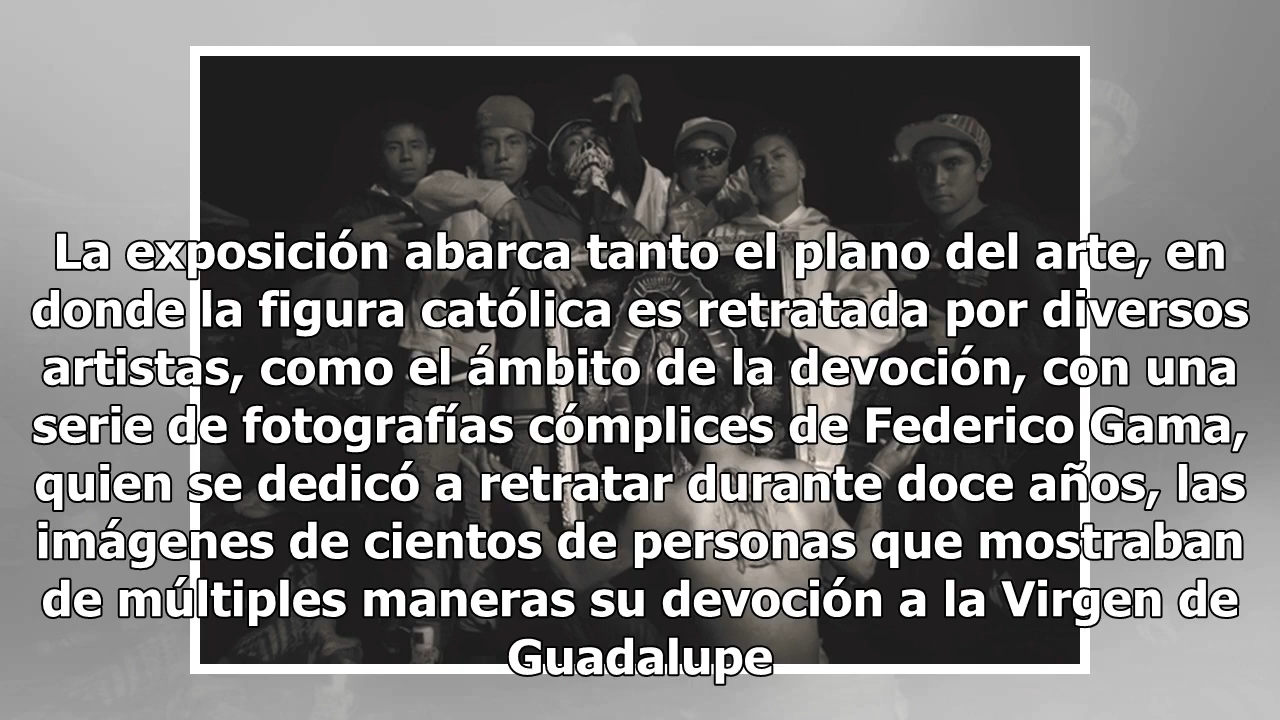 La exposición abarca tanto el plano del arte, en
donde la figura católica es retratada por diversos
artistas, como el ámbito de la devoción, con una
serie de fotografías cómplices de Federico Gama,
quien se dedicó a retratar durante doce años, las
imágenes de cientos de personas que mostraban
de múltiples maneras su devoción a la Virgen de
Guadalupe